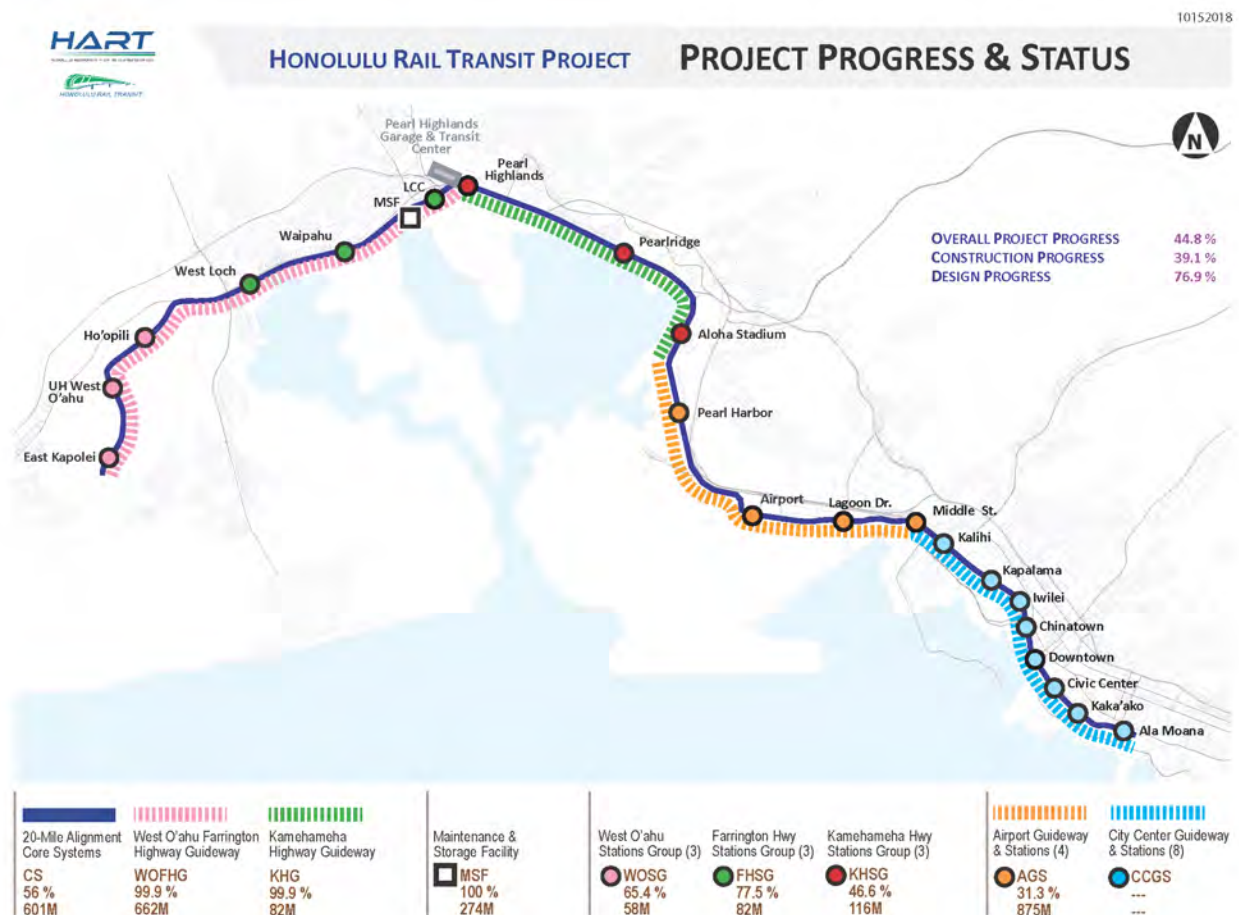 10152018
HART
HONOLULU RAIL TRANSIT
HONOLULU RAIL TRANSIT PROJECT PROJECT PROGRESS & STATUS
Pearl Highlands
Garage & Transit
Center
N
Pearl
Highlands
LCC
MSF
Waipahu
Pearlridge
OVERALL PROJECT PROGRESS 44.8 %
CONSTRUCTION PROGRESS 39.1 %
DESIGN PROGRESS 76.9 %
West Loch
Ho'opili
Aloha Stadium
UH West
O'ahu
Pearl Harbor
East Kapolei
Airport
Lagoon Dr.
Middle St.
Kalihi
Kapalama
Iwilei
Chinatown
Downtown
Civic Center
Kaka'ako
Ala Moana
20-Mile Alignment
Core Systems
CS
56 %
601M
West O'ahu Farrington
Highway Guideway
WOFHG
99.9 %
662M
Kamehameha
Highway Guideway
KHG
99.9 %
82M
Maintenance &
Storage Facility
MSF
100 %
274M
West O'ahu
Stations Group (3)
WOSG
65.4 %
58M
Farrington Hwy
Stations Group (3)
FHSG
77.5 %
82M
Kamehameha Hwy
Stations Group (3)
KHSG
46.6 %
116M
Airport Guideway
& Stations (4)
AGS
31.3 %
875M
City Center Guideway
& Stations (8)
CCGS
---
---